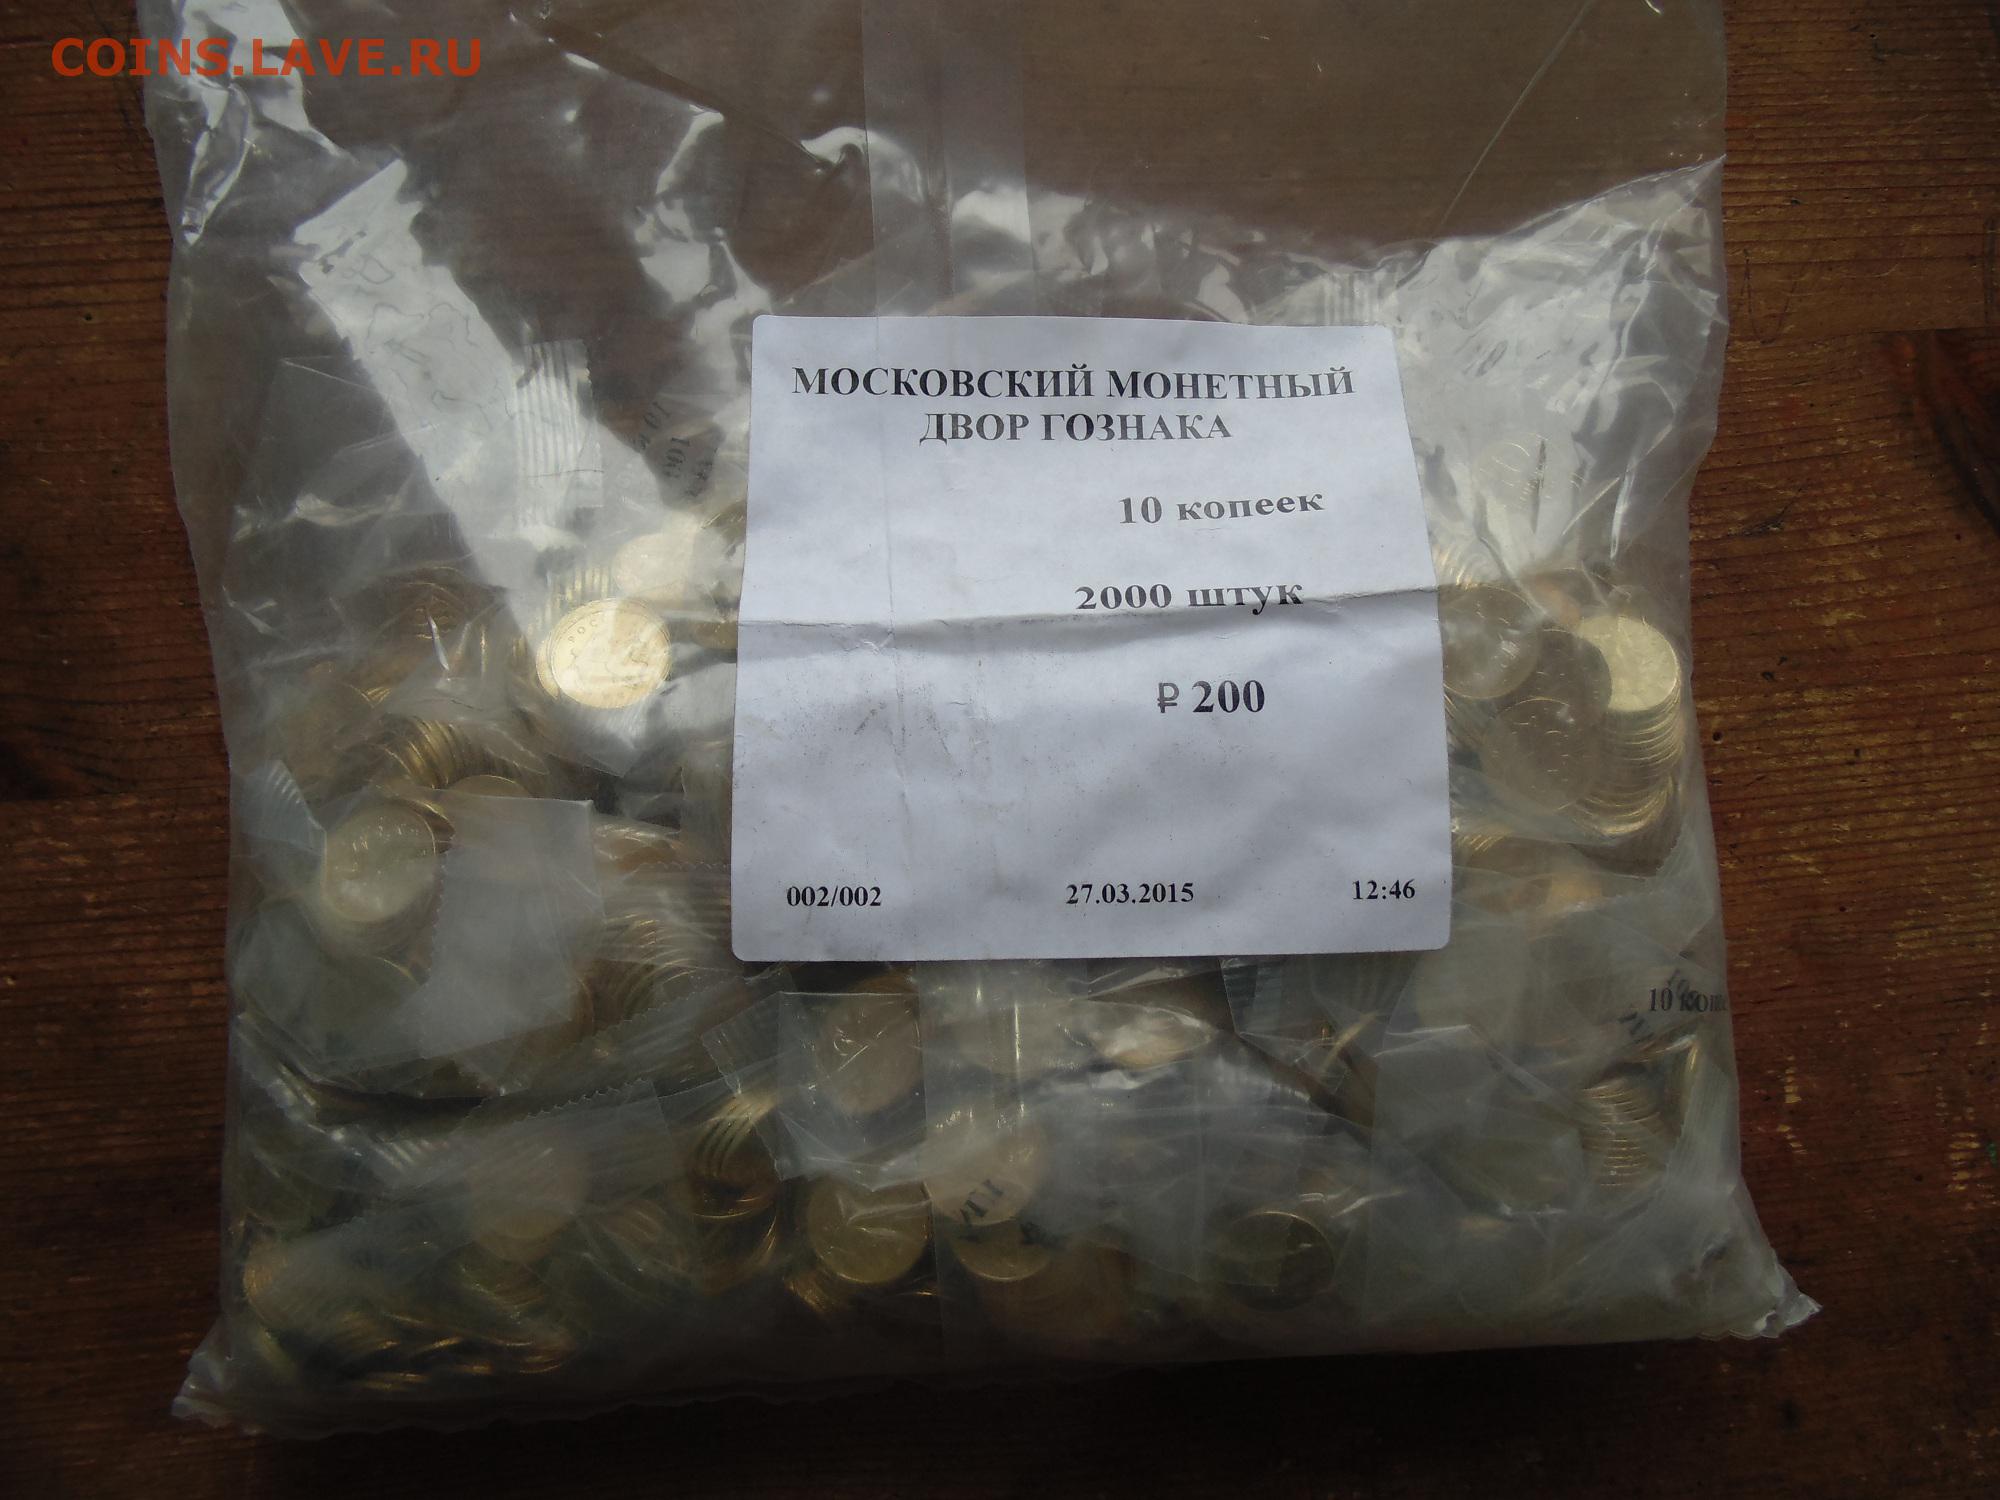 COINS.LAVE.RU
МОСКОВСКИЙ МОНЕТНЫЙ
ДВОР ГОЗНАКА
10 копеек
2000 штук
₽ 200
002/002 27.03.2015 12:46
10